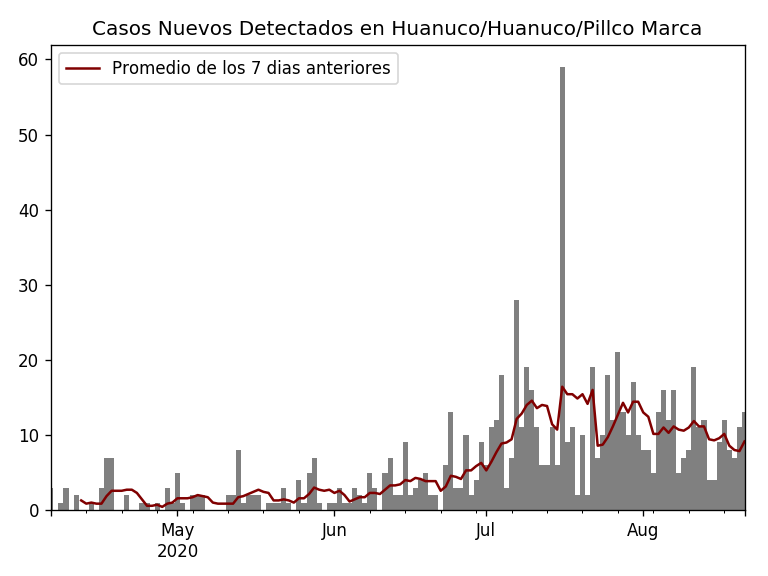 Casos Nuevos Detectados en Huanuco/Huanuco/Pillco Marca
Promedio de los 7 dias anteriores
60
50
40
30
20
10
0
May
2020
Jun
Jul
Aug